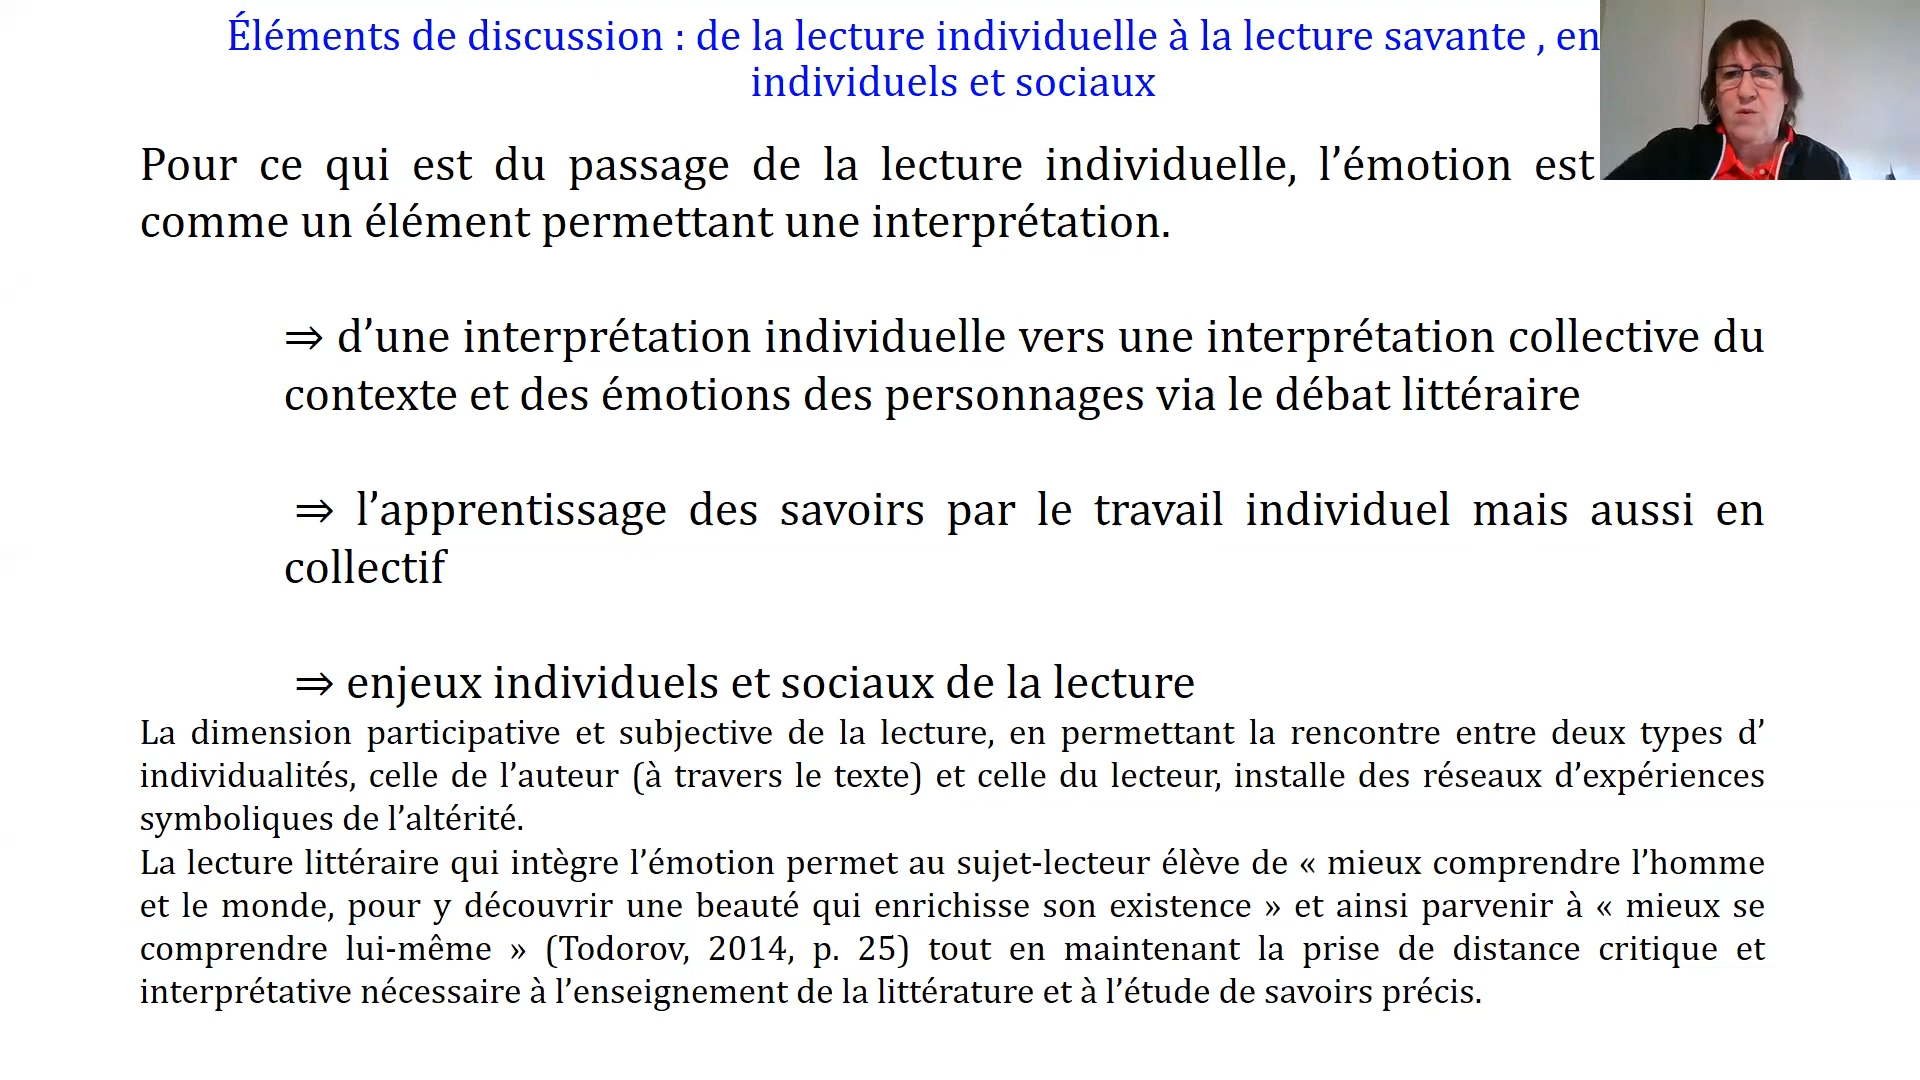 Éléments de discussion : de la lecture individuelle à la lecture savante , en
individuels et sociaux
Pour ce qui est du passage de la lecture individuelle, l’émotion est
comme un élément permettant une interprétation.
⇒ d’une interprétation individuelle vers une interprétation collective du
contexte et des émotions des personnages via le débat littéraire
⇒ l’apprentissage des savoirs par le travail individuel mais aussi en
collectif
⇒ enjeux individuels et sociaux de la lecture
La dimension participative et subjective de la lecture, en permettant la rencontre entre deux types d’
individualités, celle de l’auteur (à travers le texte) et celle du lecteur, installe des réseaux d’expériences
symboliques de l’altérité.
La lecture littéraire qui intègre l’émotion permet au sujet-lecteur élève de « mieux comprendre l’homme
et le monde, pour y découvrir une beauté qui enrichisse son existence » et ainsi parvenir à « mieux se
comprendre lui-même » (Todorov, 2014, p. 25) tout en maintenant la prise de distance critique et
interprétative nécessaire à l’enseignement de la littérature et à l’étude de savoirs précis.